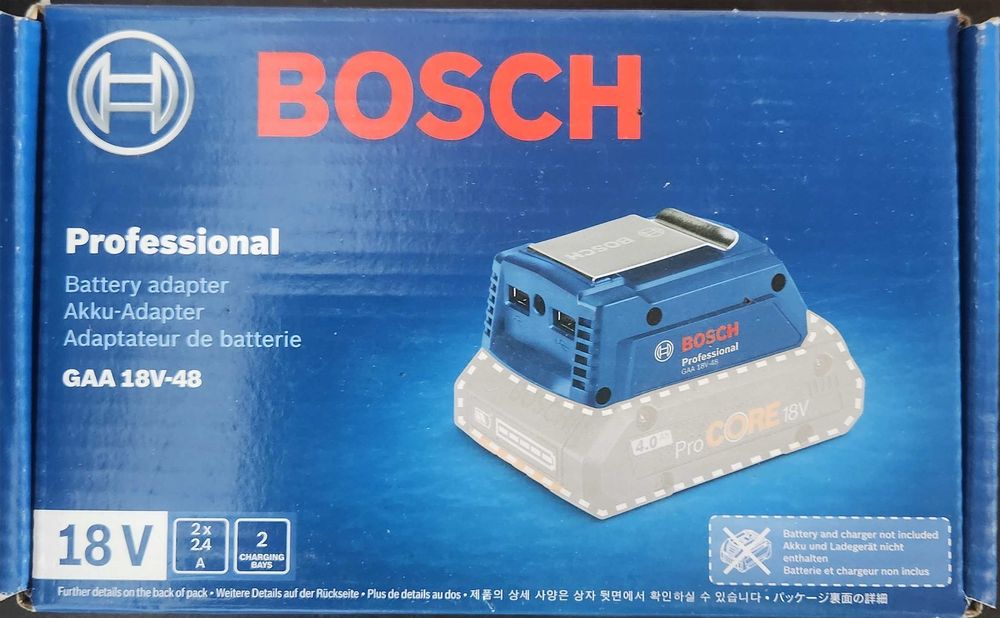 BOSCH
Professional
Battery adapter
Akku-Adapter
Adaptateur de batterie
GAA 18V-48
BOSCH
BOSCH
Professional
GAA 18V-48
4.0 Ah
ProCORE18V
18 V
2 x
2.4
A
2
CHARGING
BAYS
Battery and charger not included
Akku und Ladegerät nicht
enthalten
Batterie et chargeur non inclus
Further details on the back of pack • Weitere Details auf der Rückseite • Plus de details au dos • 제품의 상세 사양은 상자 뒷면에서 확인하실 수 있습니다 • パッケージ裏面の詳細